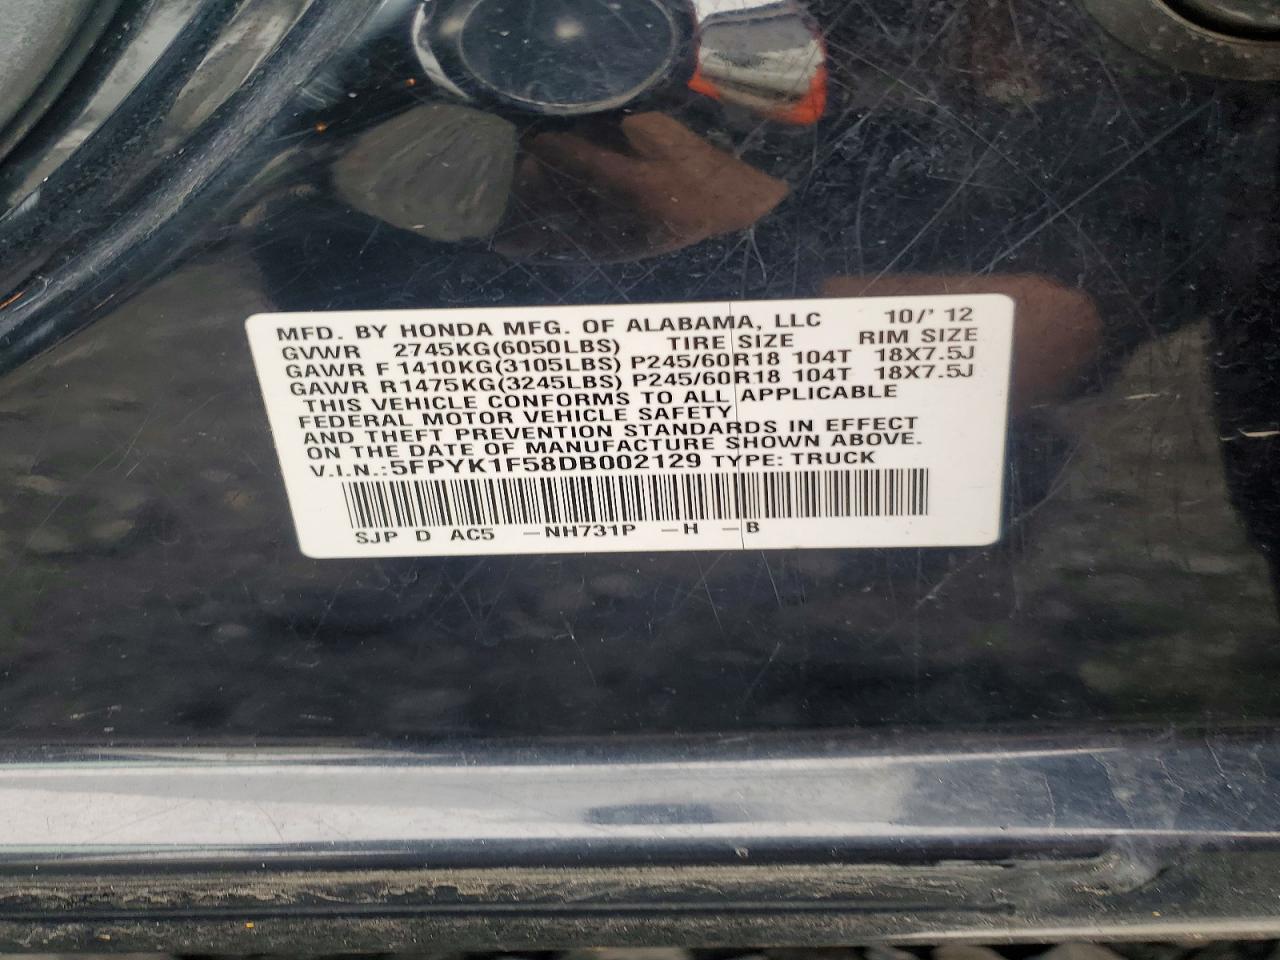 MFD. BY HONDA MFG. OF ALABAMA, LLC 10/'12
GVWR 2745KG(6050LBS) TIRE SIZE RIM SIZE
GAWR F 1410KG(3105LBS) P245/60R18 104T 18X7.5J
GAWR R1475KG(3245LBS) P245/60R18 104T 18X7.5J
THIS VEHICLE CONFORMS TO ALL APPLICABLE
FEDERAL MOTOR VEHICLE SAFETY
AND THEFT PREVENTION STANDARDS IN EFFECT
ON THE DATE OF MANUFACTURE SHOWN ABOVE.
V.I.N.:5FPYK1F58DB002129 TYPE: TRUCK
SJP D AC5 -NH731P -H -B